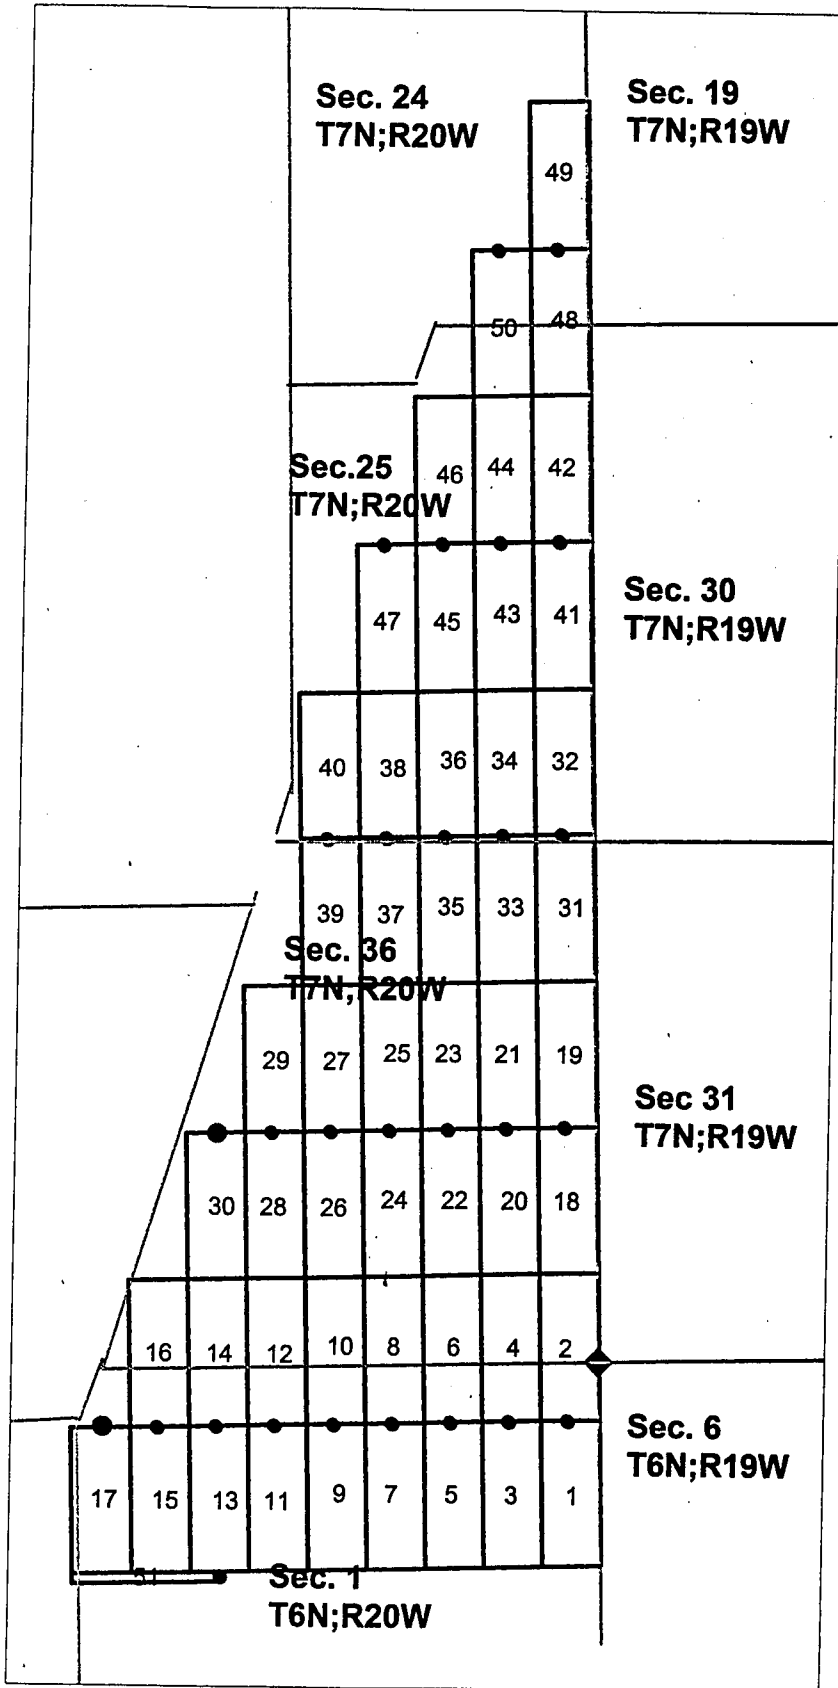 Sec. 24
T7N;R20W
Sec. 19
T7N;R19W
49
50 48
Sec.25
T7N;R20W
46 44 42
47 45 43 41
Sec. 30
T7N;R19W
40 38 36 34 32
39 37 35 33 31
Sec. 36
T7N;R20W
29 27 25 23 21 19
Sec 31
T7N;R19W
30 28 26 24 22 20 18
16 14 12 10 8 6 4 2
Sec. 6
T6N;R19W
17 15 13 11 9 7 5 3 1
51
Sec. 1
T6N;R20W